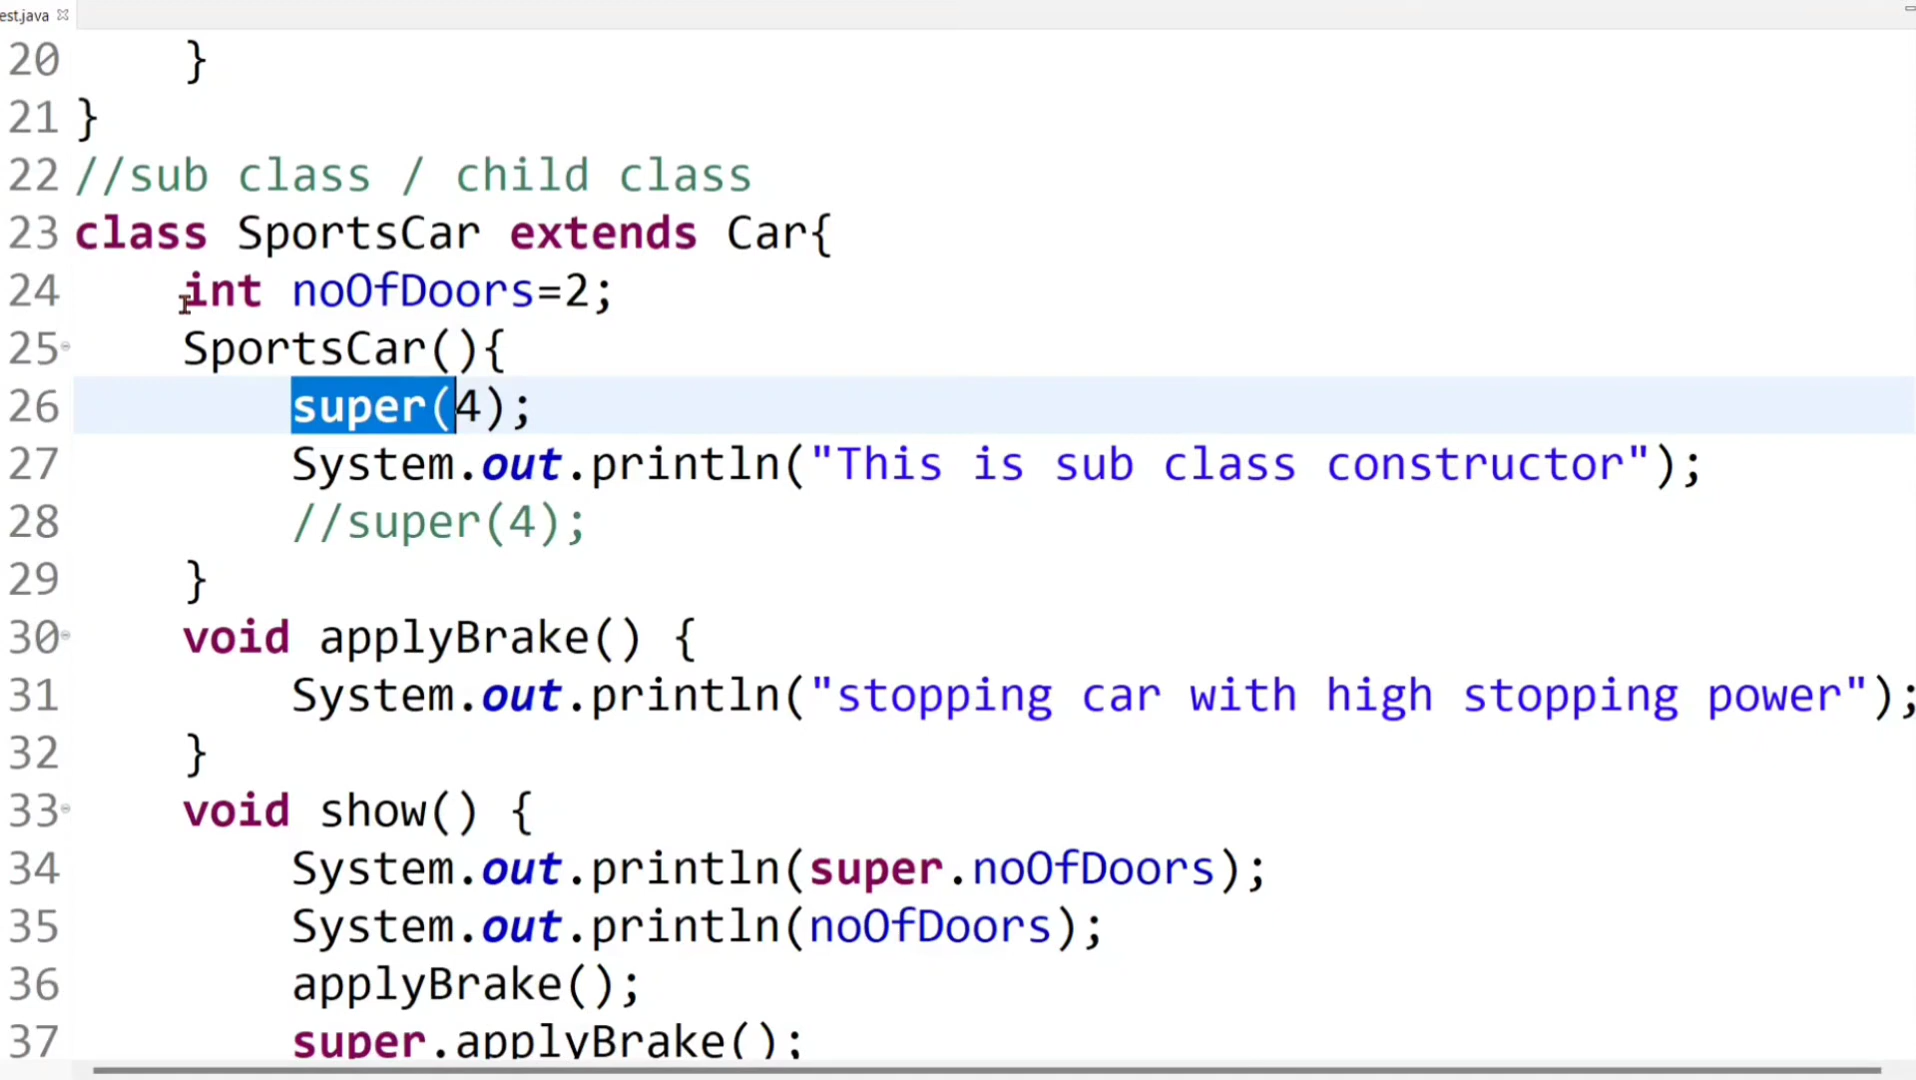 est.java
20 }
21 }
22 //sub class / child class
23 class SportsCar extends Car{
24 int noOfDoors=2;
25 SportsCar(){
26 super(4);
27 System.out.println("This is sub class constructor");
28 //super(4);
29 }
30 void applyBrake() {
31 System.out.println("stopping car with high stopping power");
32 }
33 void show() {
34 System.out.println(super.noOfDoors);
35 System.out.println(noOfDoors);
36 applyBrake();
37 super.applyBrake();